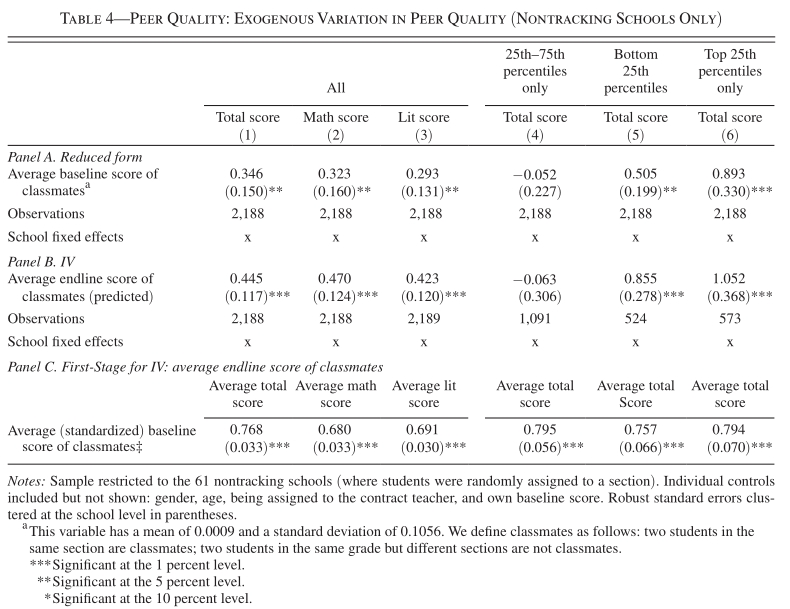 TABLE 4—PEER QUALITY: EXOGENOUS VARIATION IN PEER QUALITY (NONTRACKING SCHOOLS ONLY)
All 25th–75th percentiles only Bottom 25th percentiles Top 25th percentiles only
Total score Math score Lit score Total score Total score Total score
(1) (2) (3) (4) (5) (6)
Panel A. Reduced form
Average baseline score of 0.346 0.323 0.293 −0.052 0.505 0.893
classmatesᵃ (0.150)** (0.160)** (0.131)** (0.227) (0.199)** (0.330)***
Observations 2,188 2,188 2,188 2,188 2,188 2,188
School fixed effects x x x x x x
Panel B. IV
Average endline score of 0.445 0.470 0.423 −0.063 0.855 1.052
classmates (predicted) (0.117)*** (0.124)*** (0.120)*** (0.306) (0.278)*** (0.368)***
Observations 2,188 2,188 2,189 1,091 524 573
School fixed effects x x x x x x
Panel C. First-Stage for IV: average endline score of classmates
Average total Average math Average lit Average total Average total Average total
score score score score Score score
Average (standardized) baseline 0.768 0.680 0.691 0.795 0.757 0.794
score of classmates‡ (0.033)*** (0.033)*** (0.030)*** (0.056)*** (0.066)*** (0.070)***
Notes: Sample restricted to the 61 nontracking schools (where students were randomly assigned to a section). Individual controls
included but not shown: gender, age, being assigned to the contract teacher, and own baseline score. Robust standard errors clus-
tered at the school level in parentheses.
ᵃThis variable has a mean of 0.0009 and a standard deviation of 0.1056. We define classmates as follows: two students in the
same section are classmates; two students in the same grade but different sections are not classmates.
***Significant at the 1 percent level.
**Significant at the 5 percent level.
*Significant at the 10 percent level.